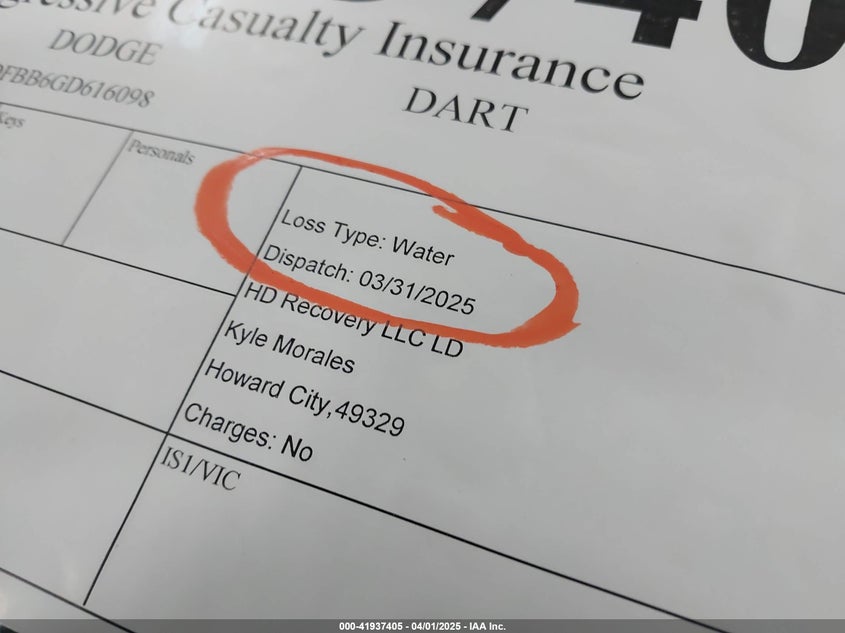 Casualty Insurance
DODGE
DART
FBB6GD616098
Keys
Personals
Loss Type: Water
Dispatch: 03/31/2025
HD Recovery LLC LD
Kyle Morales
Howard City,49329
Charges: No
IS1/VIC
000-41937405 - 04/01/2025 - IAA Inc.